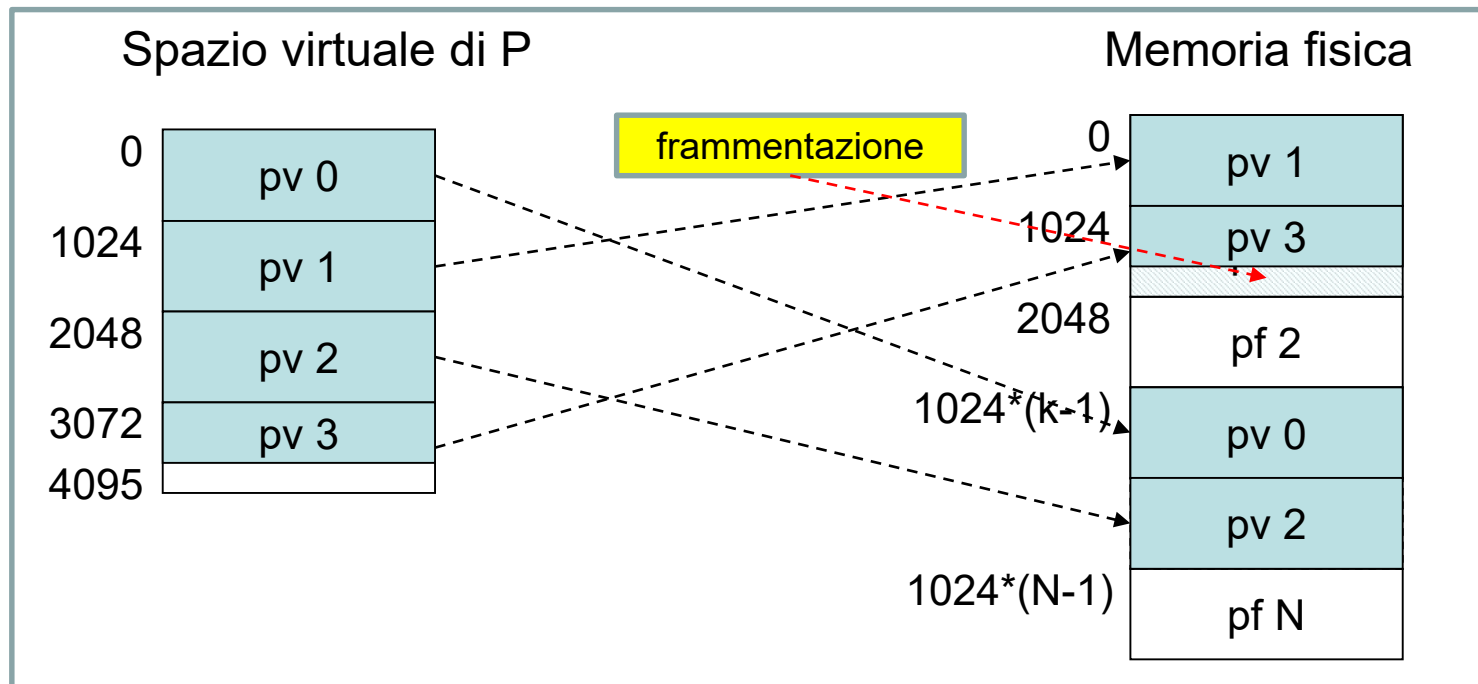 Spazio virtuale di P
Memoria fisica
frammentazione
0
pv 0
1024
pv 1
2048
pv 2
3072
pv 3
4095
0
pv 1
1024
pv 3
2048
pf 2
1024*(k-1)
pv 0
pv 2
1024*(N-1)
pf N